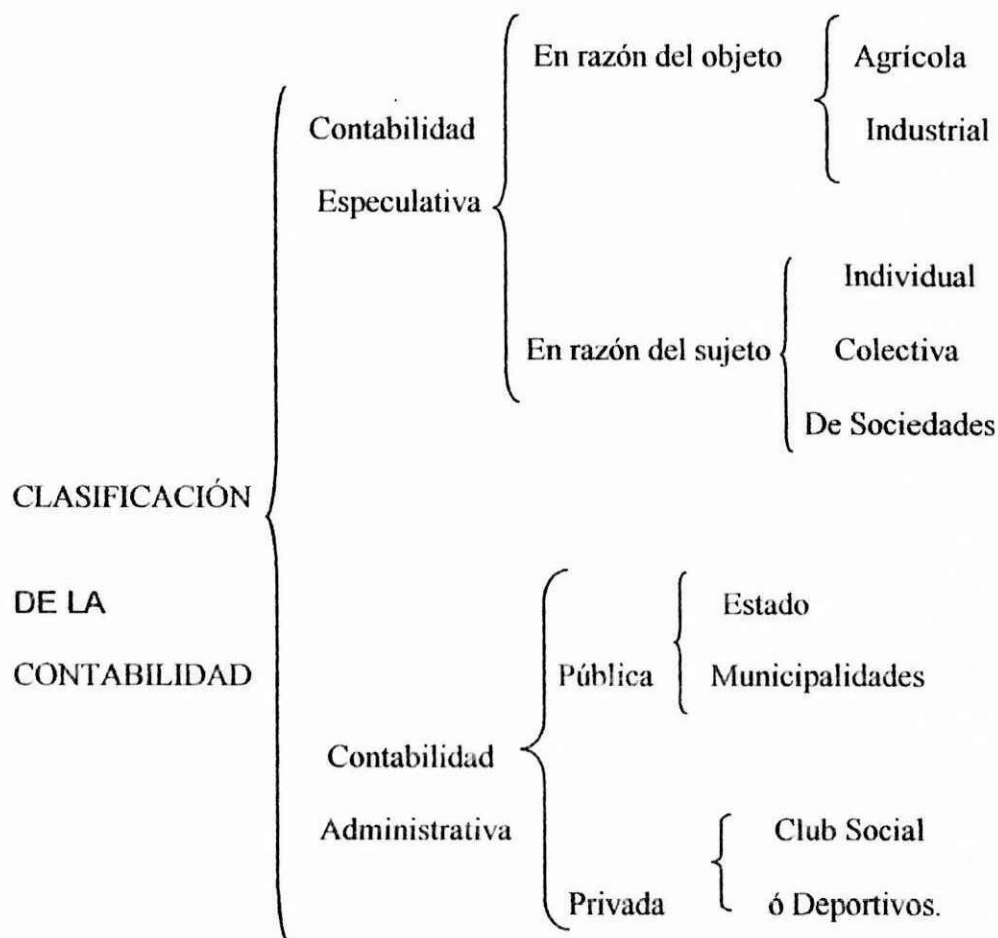 CLASIFICACIÓN
DE LA
CONTABILIDAD
Contabilidad
Especulativa
En razón del objeto
Agrícola
Industrial
En razón del sujeto
Individual
Colectiva
De Sociedades
Contabilidad
Administrativa
Pública
Estado
Municipalidades
Privada
Club Social
ó Deportivos.